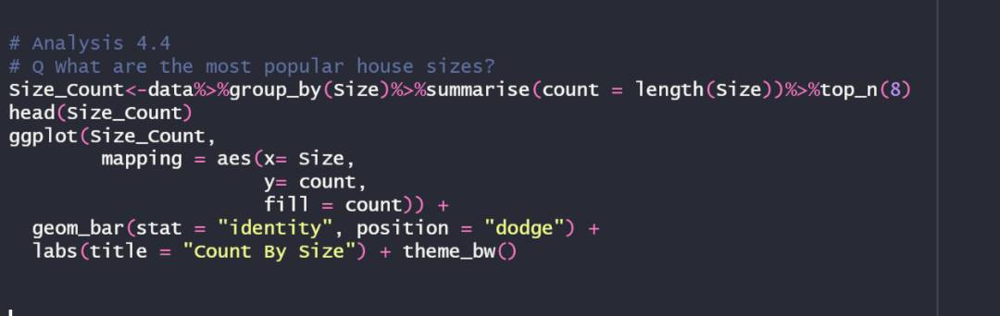 # Analysis 4.4
# Q What are the most popular house sizes?
Size_Count<-data%>%group_by(Size)%>%summarise(count = length(Size))%>%top_n(8)
head(Size_Count)
ggplot(Size_Count,
        mapping = aes(x= Size,
                      y= count,
                      fill = count)) +
  geom_bar(stat = "identity", position = "dodge") +
  labs(title = "Count By Size") + theme_bw()